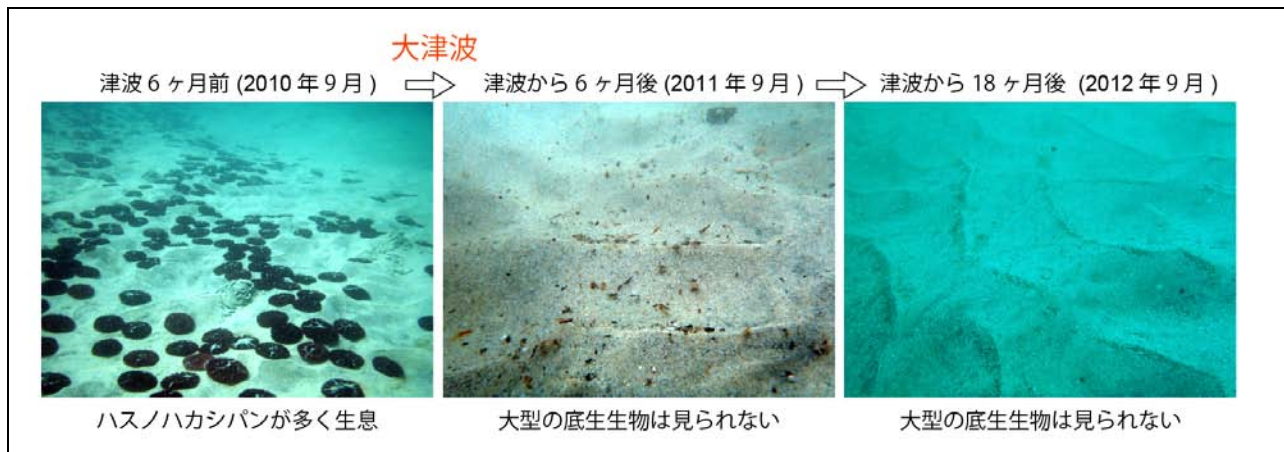 大津波
津波 6 ヶ月前 (2010 年 9 月 )
津波から 6 ヶ月後 (2011 年 9 月 )
津波から 18 ヶ月後 (2012 年 9 月 )
ハスノハカシパンが多く生息
大型の底生生物は見られない
大型の底生生物は見られない